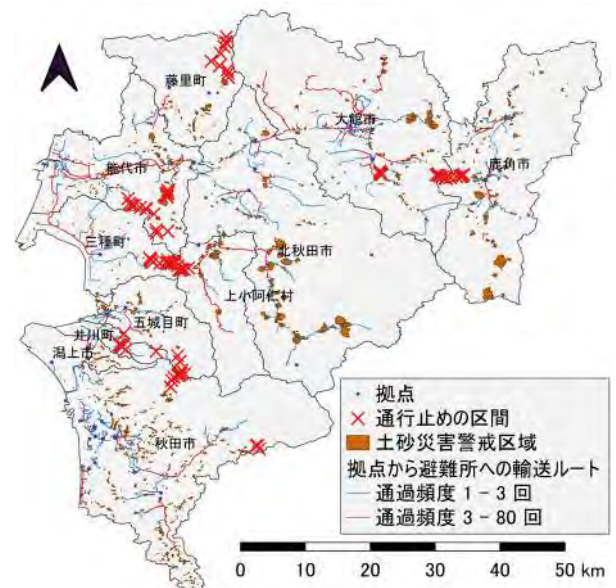 藤里町
大館市
鹿角市
能代市
三種町
北秋田市
上小阿仁村
五城目町
井川町
潟上市
秋田市
拠点
通行止めの区間
土砂災害警戒区域
拠点から避難所への輸送ルート
通過頻度 1 - 3 回
通過頻度 3 - 80 回
0 10 20 30 40 50 km